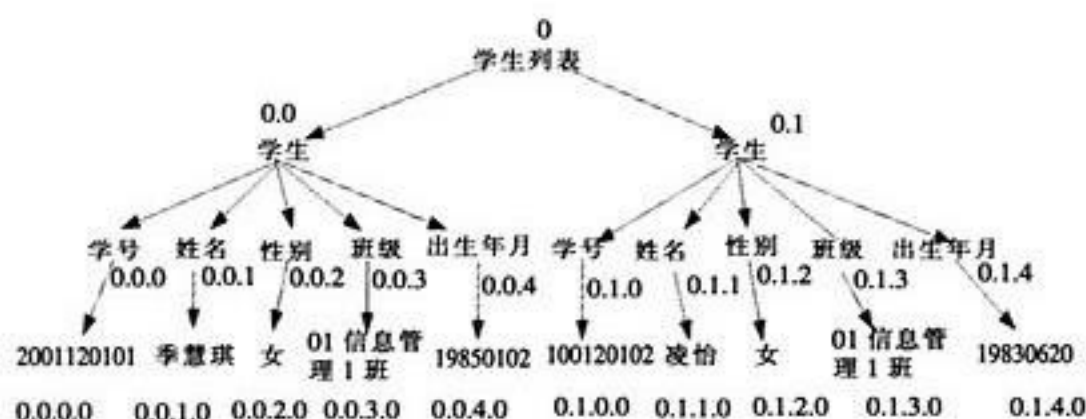 0
学生列表
0.0
0.1
学生
学生
学号 姓名 性别 班级 出生年月 学号 姓名 性别 班级 出生年月
0.0.0 0.0.1 0.0.2 0.0.3 0.0.4 0.1.0 0.1.1 0.1.2 0.1.3 0.1.4
2001120101 季慧琪 女 01 信息管 19850102 100120102 凌怡 女 01 信息管 19830620
理 1 班 理 1 班
0.0.0.0 0.0.1.0 0.0.2.0 0.0.3.0 0.0.4.0 0.1.0.0 0.1.1.0 0.1.2.0 0.1.3.0 0.1.4.0